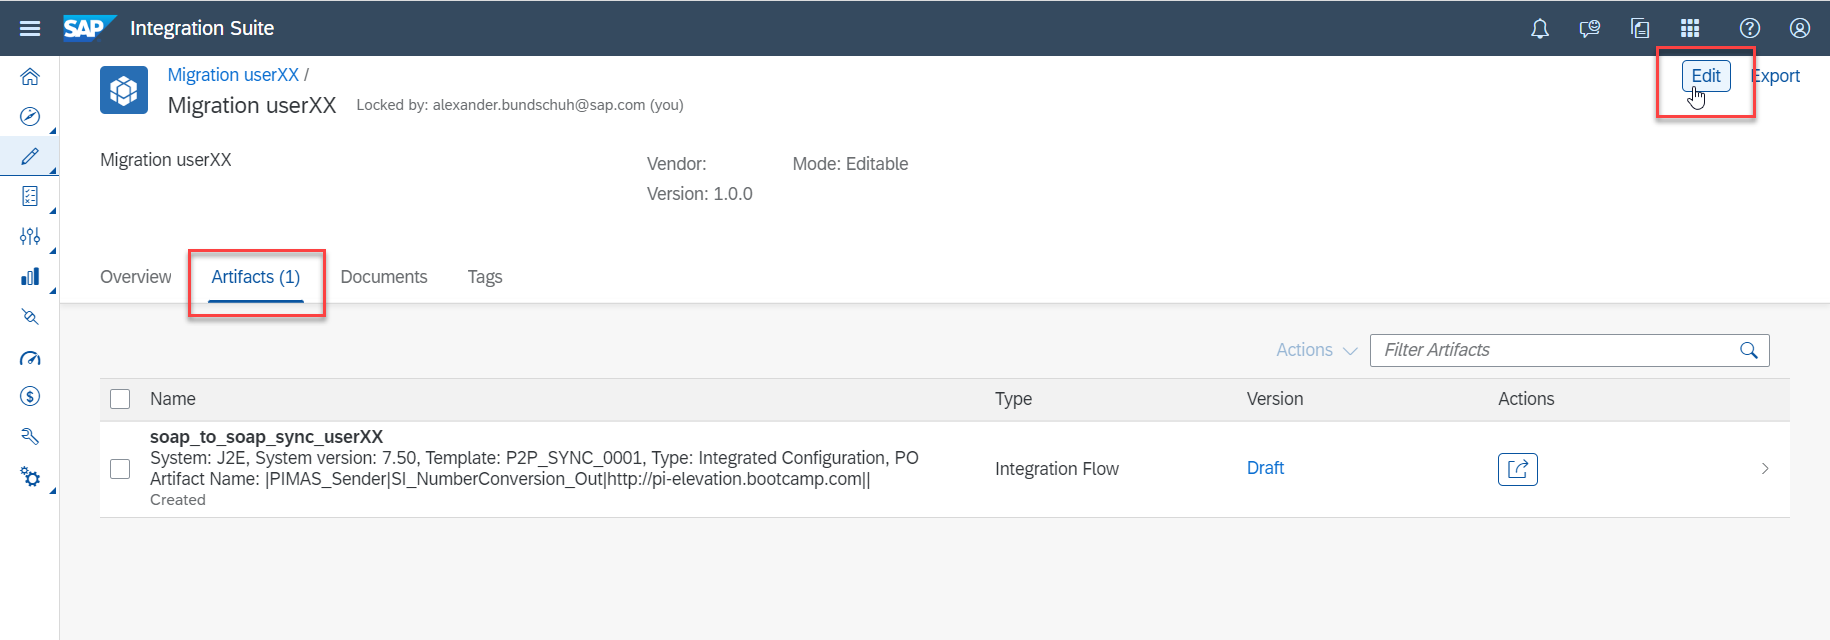 SAP Integration Suite
Migration userXX /
Edit Export
Migration userXX Locked by: alexander.bundschuh@sap.com (you)
Migration userXX
Vendor: Mode: Editable
Version: 1.0.0
Overview Artifacts (1) Documents Tags
Actions Filter Artifacts
Name Type Version Actions
soap_to_soap_sync_userXX
System: J2E, System version: 7.50, Template: P2P_SYNC_0001, Type: Integrated Configuration, PO
Artifact Name: |PIMAS_Sender|SI_NumberConversion_Out|http://pi-elevation.bootcamp.com||
Created
Integration Flow Draft